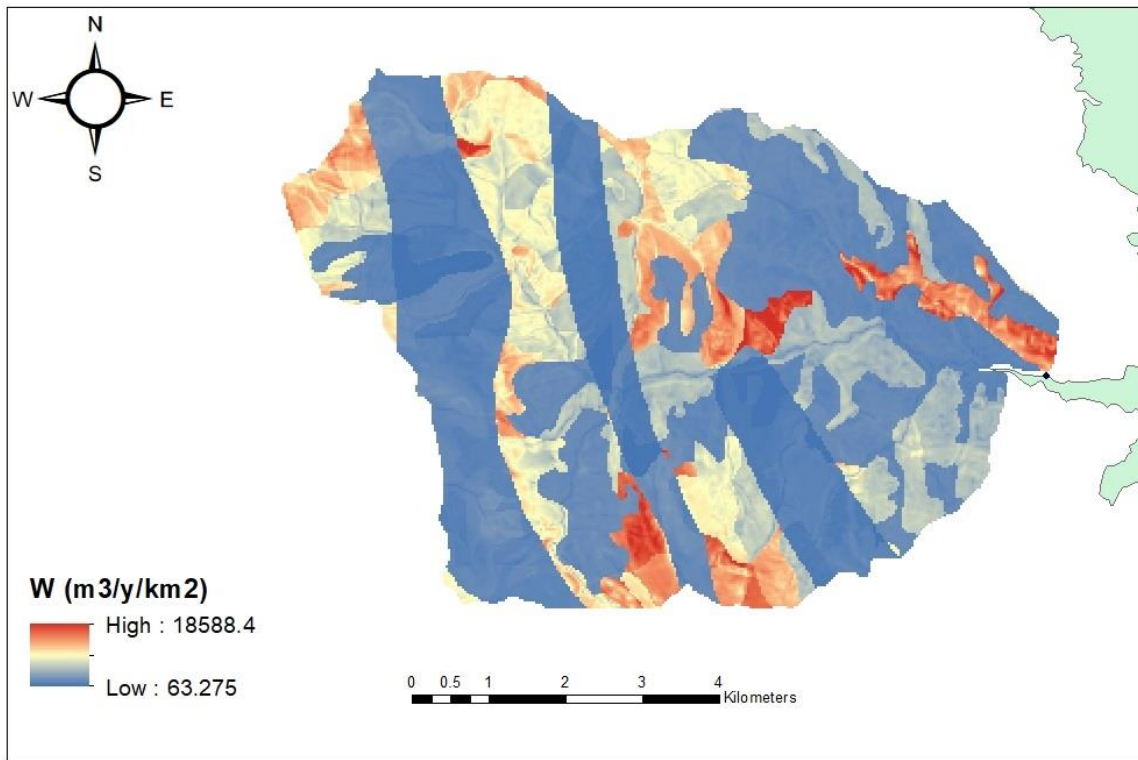 N
W E
S
W (m3/y/km2)
High : 18588.4
Low : 63.275
0 0.5 1 2 3 4
Kilometers